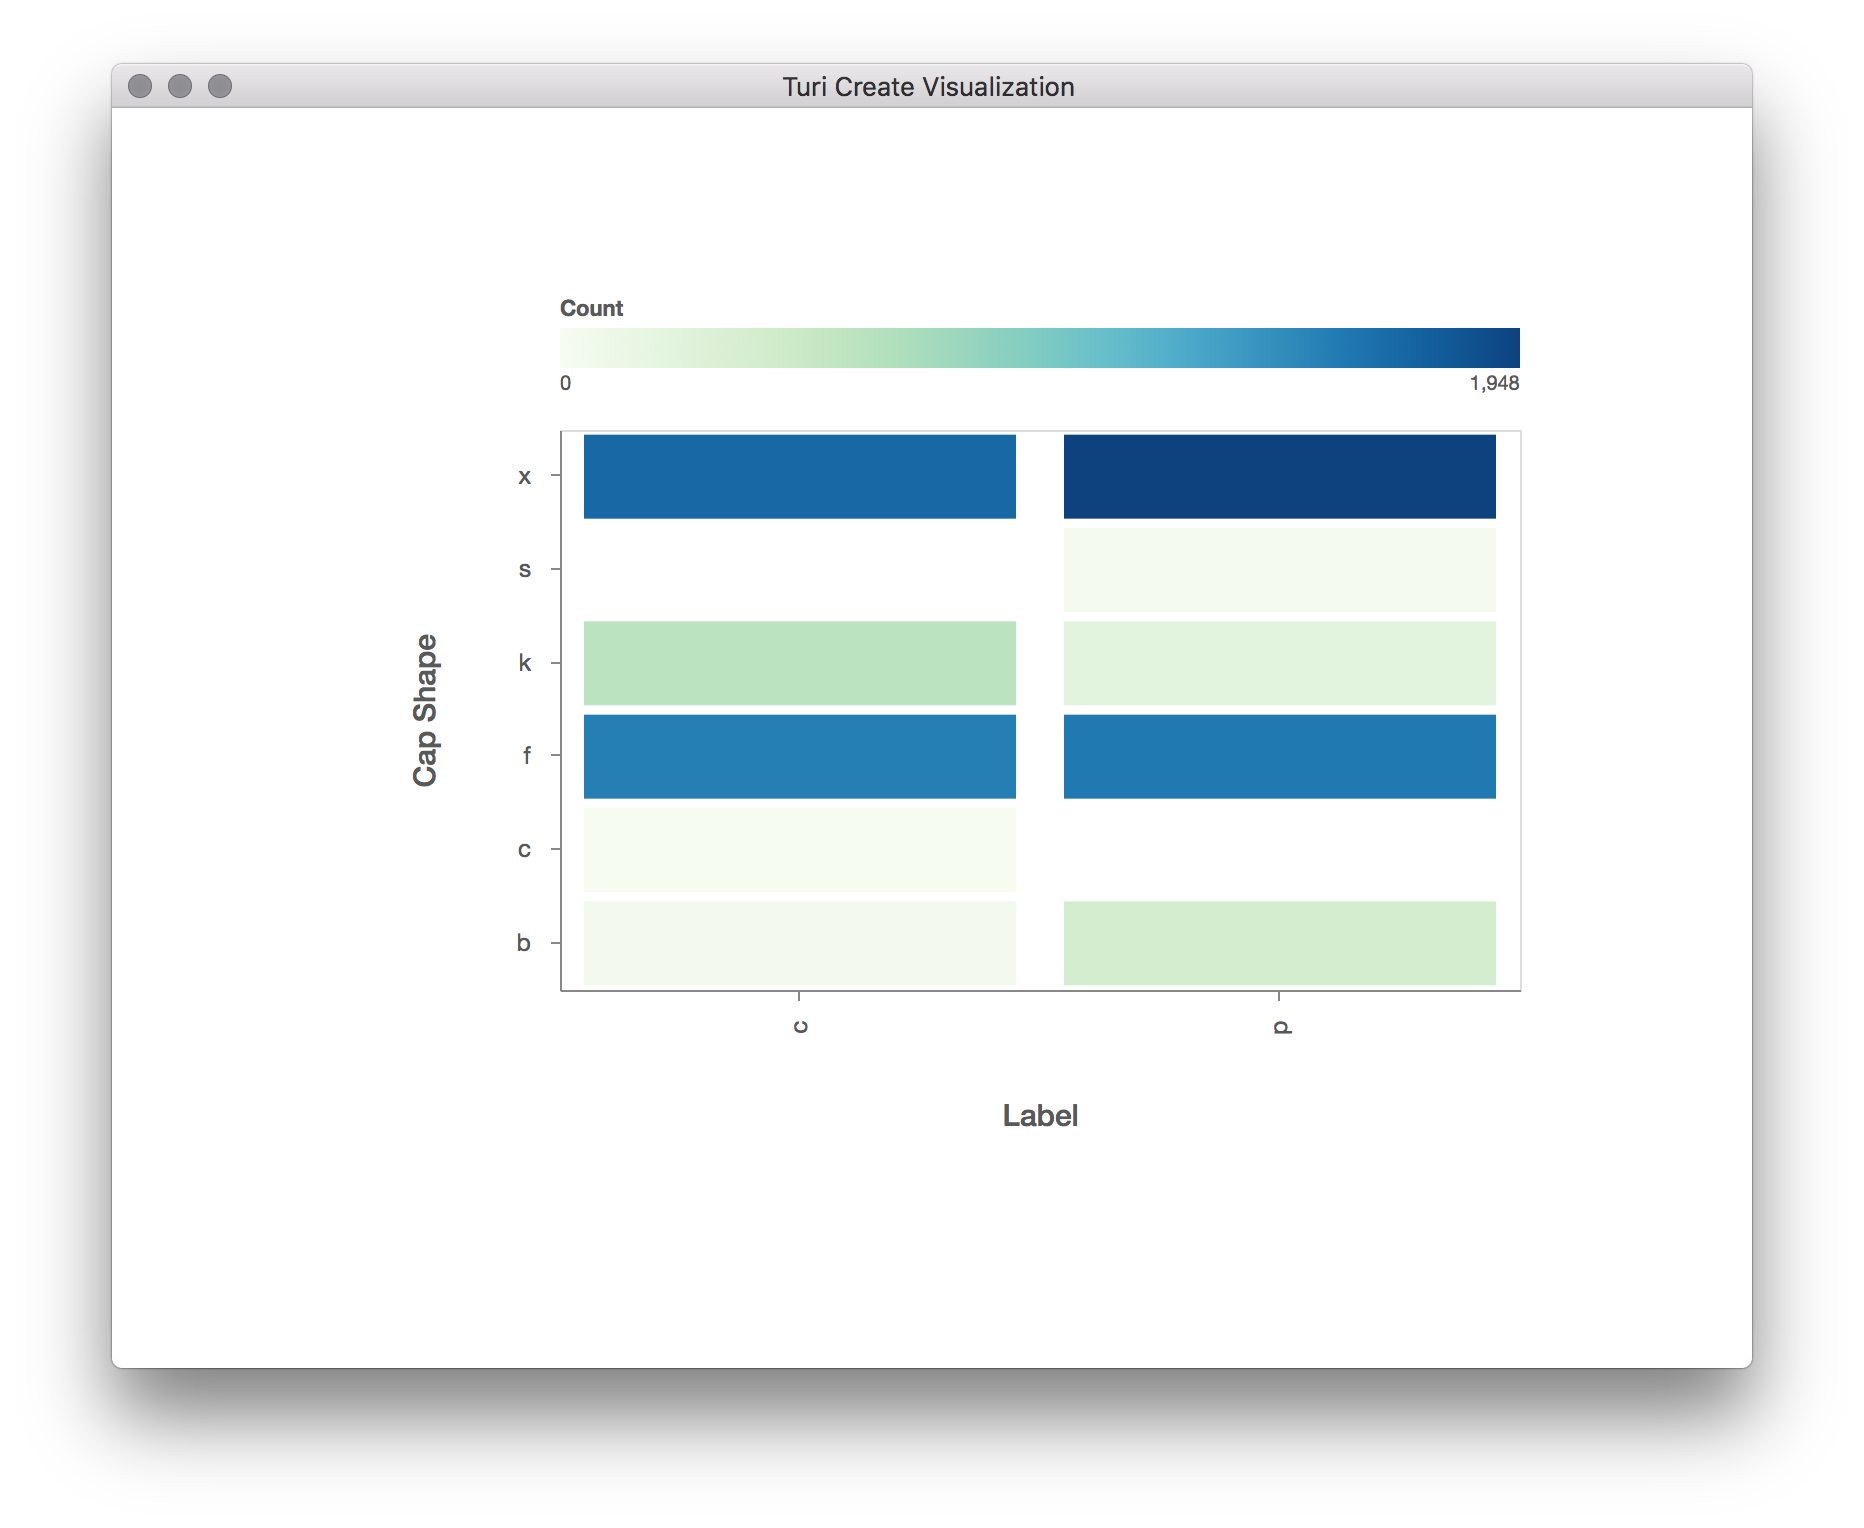 Turi Create Visualization
Count
0 1,948
x
s
k
f
c
b
Cap Shape
c p
Label